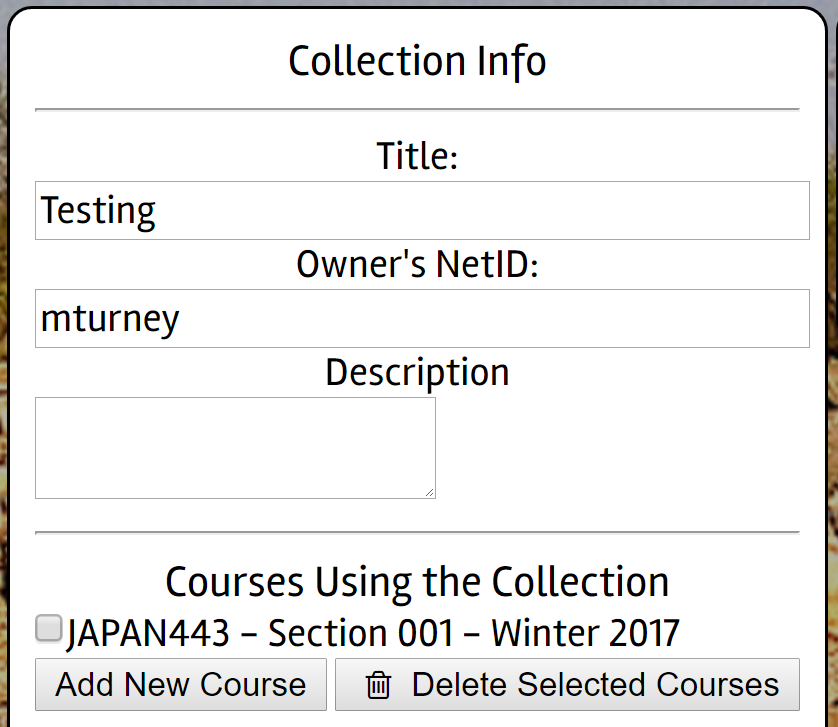 Collection Info
Title:
Testing
Owner's NetID:
mturney
Description
Courses Using the Collection
JAPAN443 - Section 001 - Winter 2017
Add New Course
Delete Selected Courses